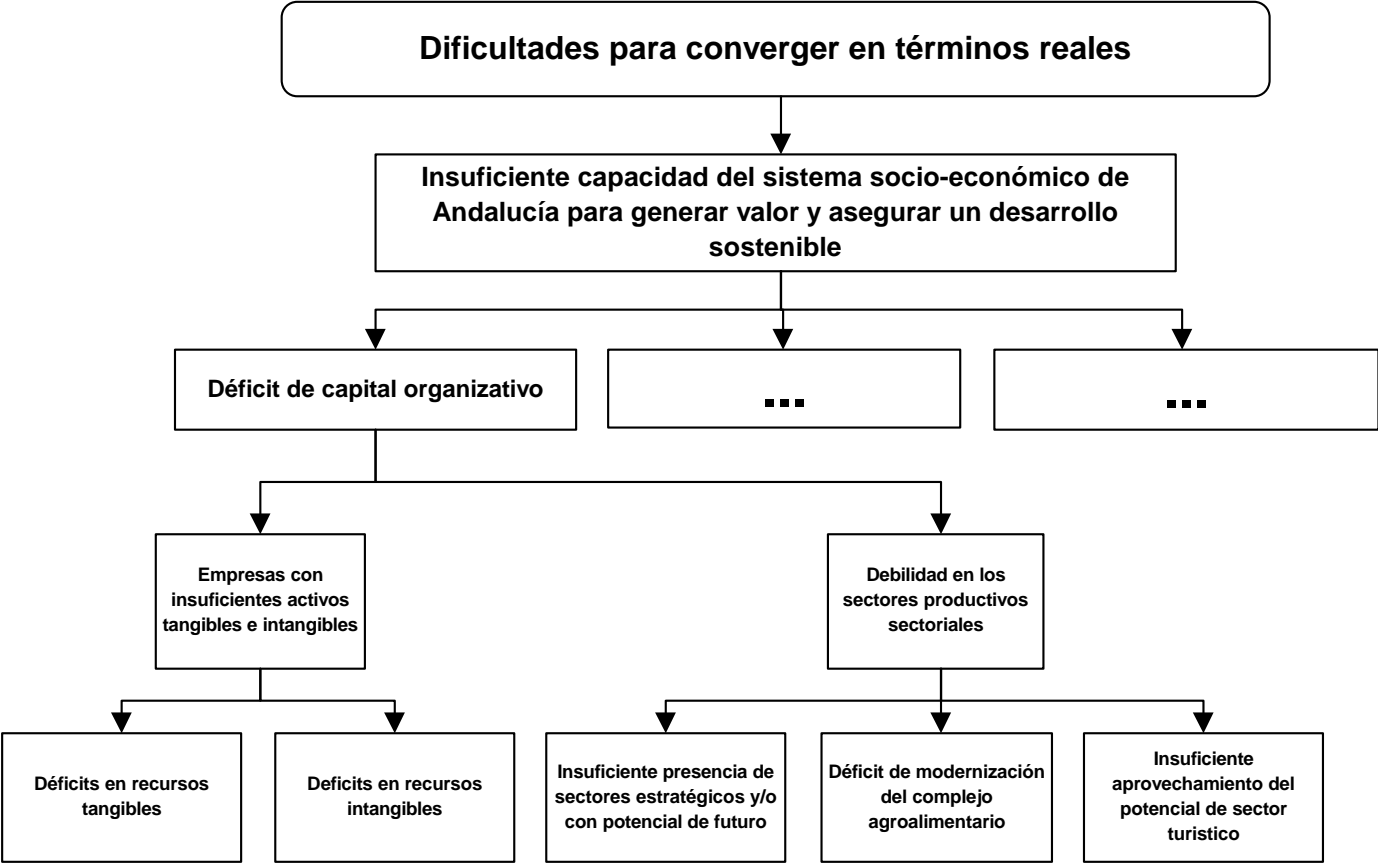 Dificultades para converger en términos reales
Insuficiente capacidad del sistema socio-económico de
Andalucía para generar valor y asegurar un desarrollo
sostenible
Déficit de capital organizativo
...
...
Empresas con
insuficientes activos
tangibles e intangibles
Debilidad en los
sectores productivos
sectoriales
Déficits en recursos
tangibles
Deficits en recursos
intangibles
Insuficiente presencia de
sectores estratégicos y/o
con potencial de futuro
Déficit de modernización
del complejo
agroalimentario
Insuficiente
aprovechamiento del
potencial de sector
turistico